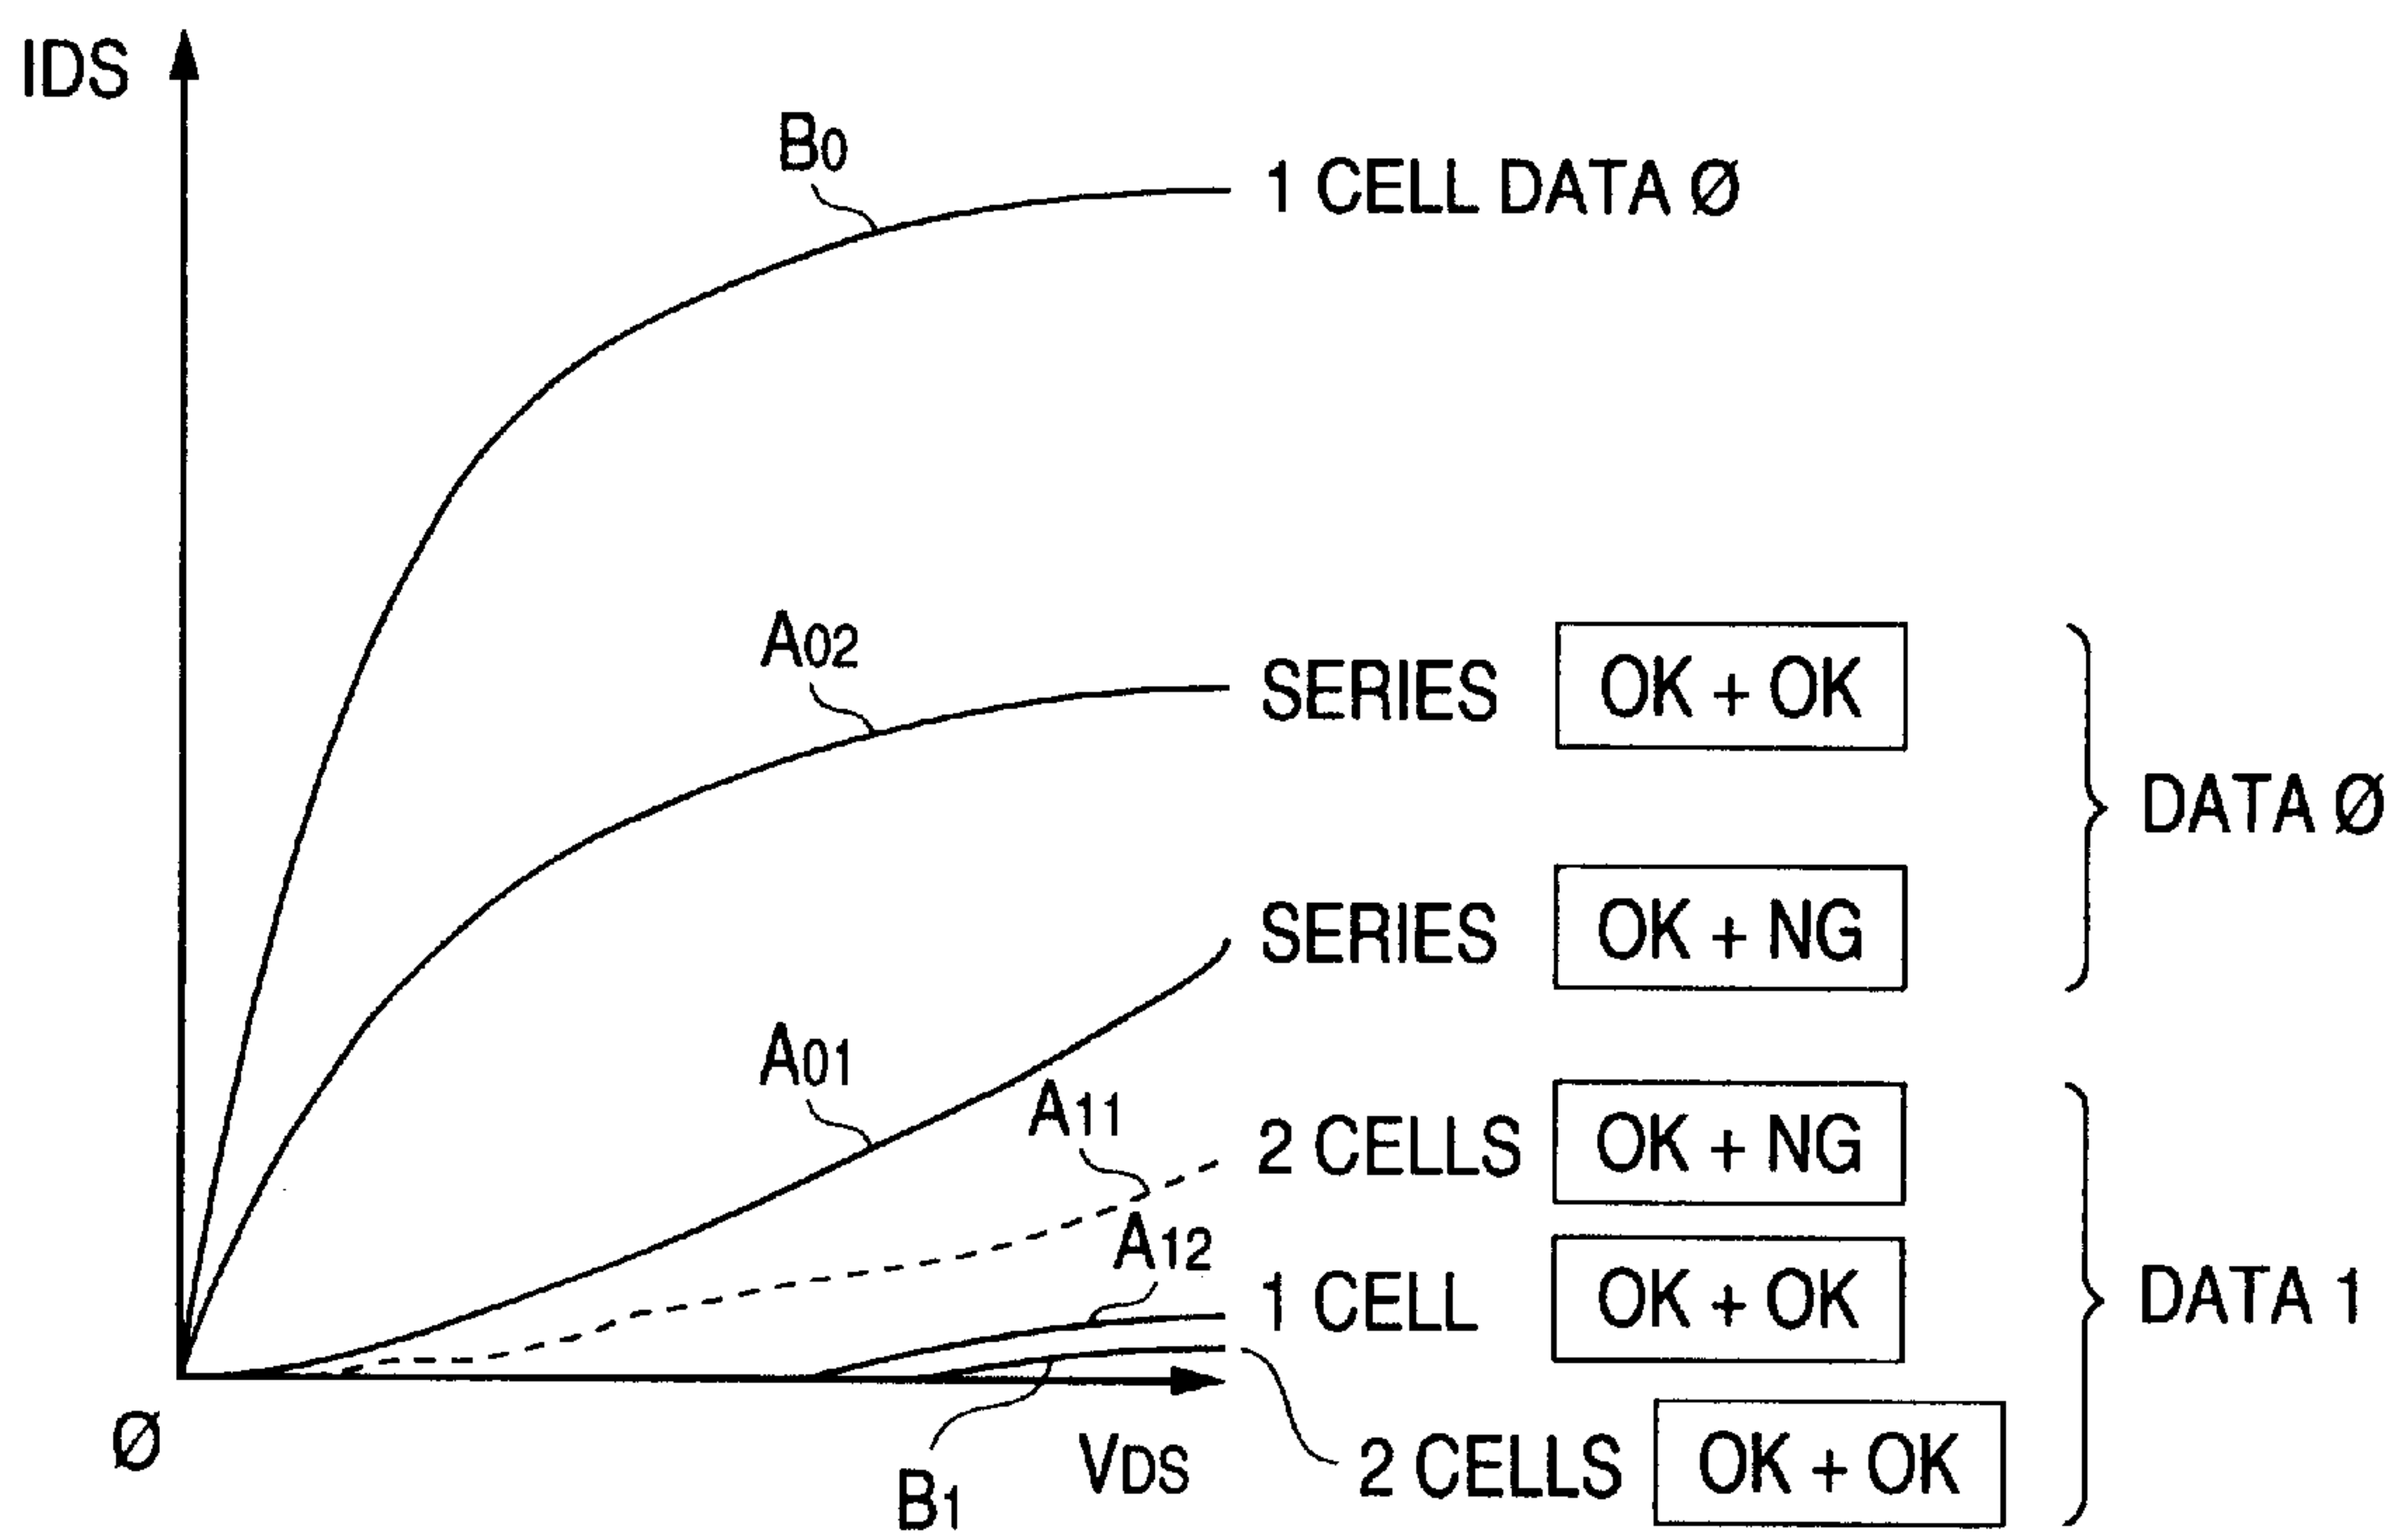 IDS
B0
1 CELL DATA Ø
A02
SERIES OK + OK
DATA Ø
SERIES OK + NG
A01
A11
2 CELLS OK + NG
A12
1 CELL OK + OK
DATA 1
Ø
VDS
2 CELLS OK + OK
B1